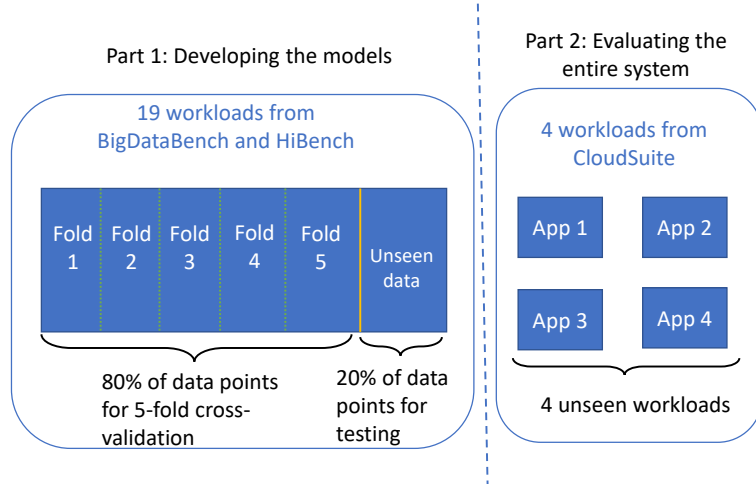 Part 1: Developing the models
19 workloads from
BigDataBench and HiBench
Fold
1
Fold
2
Fold
3
Fold
4
Fold
5
Unseen
data
80% of data points
for 5-fold cross-
validation
20% of data
points for
testing
Part 2: Evaluating the
entire system
4 workloads from
CloudSuite
App 1
App 2
App 3
App 4
4 unseen workloads